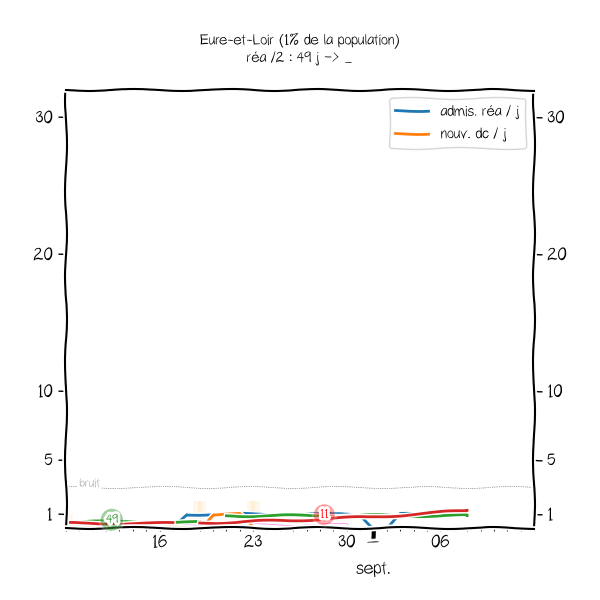 Eure-et-Loir (1% de la population)
réa /2 : 49 j -> _
admis. réa / j
nouv. dc / j
30
30
20
20
10
10
5
5
bruit
1
49
11
1
16
23
30
06
sept.